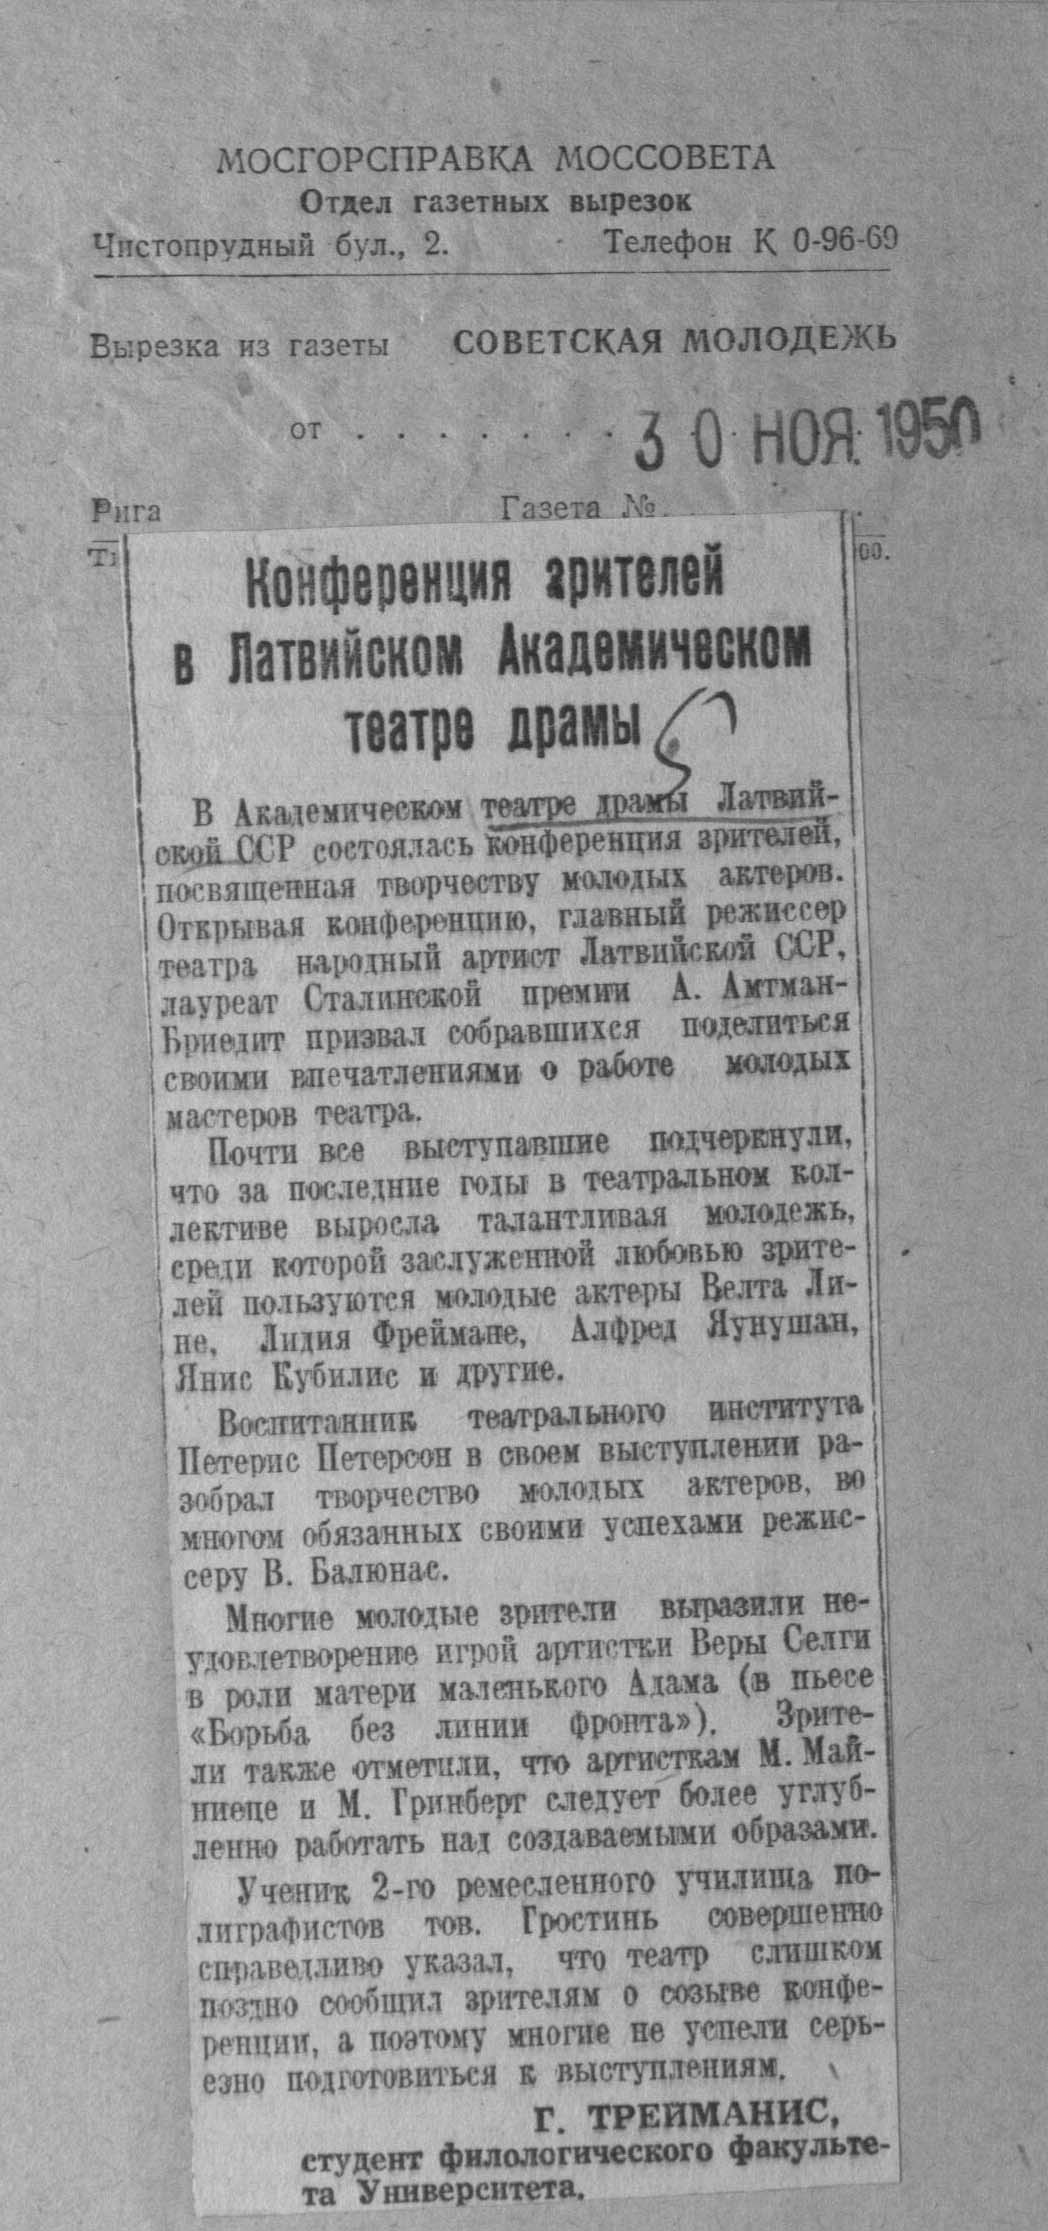 МОСГОРСПРАВКА МОССОВЕТА
Отдел газетных вырезок
Чистопрудный бул., 2. Телефон К 0-96-69
Вырезка из газеты СОВЕТСКАЯ МОЛОДЕЖЬ
от . . . . . . . 30 НОЯ. 1950
Рига Газета №
00.
Конференция зрителей
в Латвийском Академическом
театре драмы
В Академическом театре драмы Латвий-
ской ССР состоялась конференция зрителей,
посвященная творчеству молодых актеров.
Открывая конференцию, главный режиссер
театра народный артист Латвийской ССР,
лауреат Сталинской премии А. Амтман-
Бриедит призвал собравшихся поделиться
своими впечатлениями о работе молодых
мастеров театра.
Почти все выступавшие подчеркнули,
что за последние годы в театральном кол-
лективе выросла талантливая молодежь,
среди которой заслуженной любовью зрите-
лей пользуются молодые актеры Велта Ли-
не, Лидия Фреймане, Алфред Яунушан,
Янис Кубилис и другие.
Воспитанник театрального института
Петерис Петерсон в своем выступлении ра-
зобрал творчество молодых актеров, во
многом обязанных своими успехами режис-
серу В. Балюнас.
Многие молодые зрители выразили не-
удовлетворение игрой артистки Веры Селги
в роли матери маленького Адама (в пьесе
«Борьба без линии фронта»). Зрите-
ли также отметили, что артисткам М. Май-
ниеце и М. Гринберг следует более углуб-
ленно работать над создаваемыми образами.
Ученик 2-го ремесленного училища по-
лиграфистов тов. Гростинь совершенно
справедливо указал, что театр слишком
поздно сообщил зрителям о созыве конфе-
ренции, а поэтому многие не успели серь-
езно подготовиться к выступлениям.
Г. ТРЕЙМАНИС,
студент филологического факульте-
та Университета.